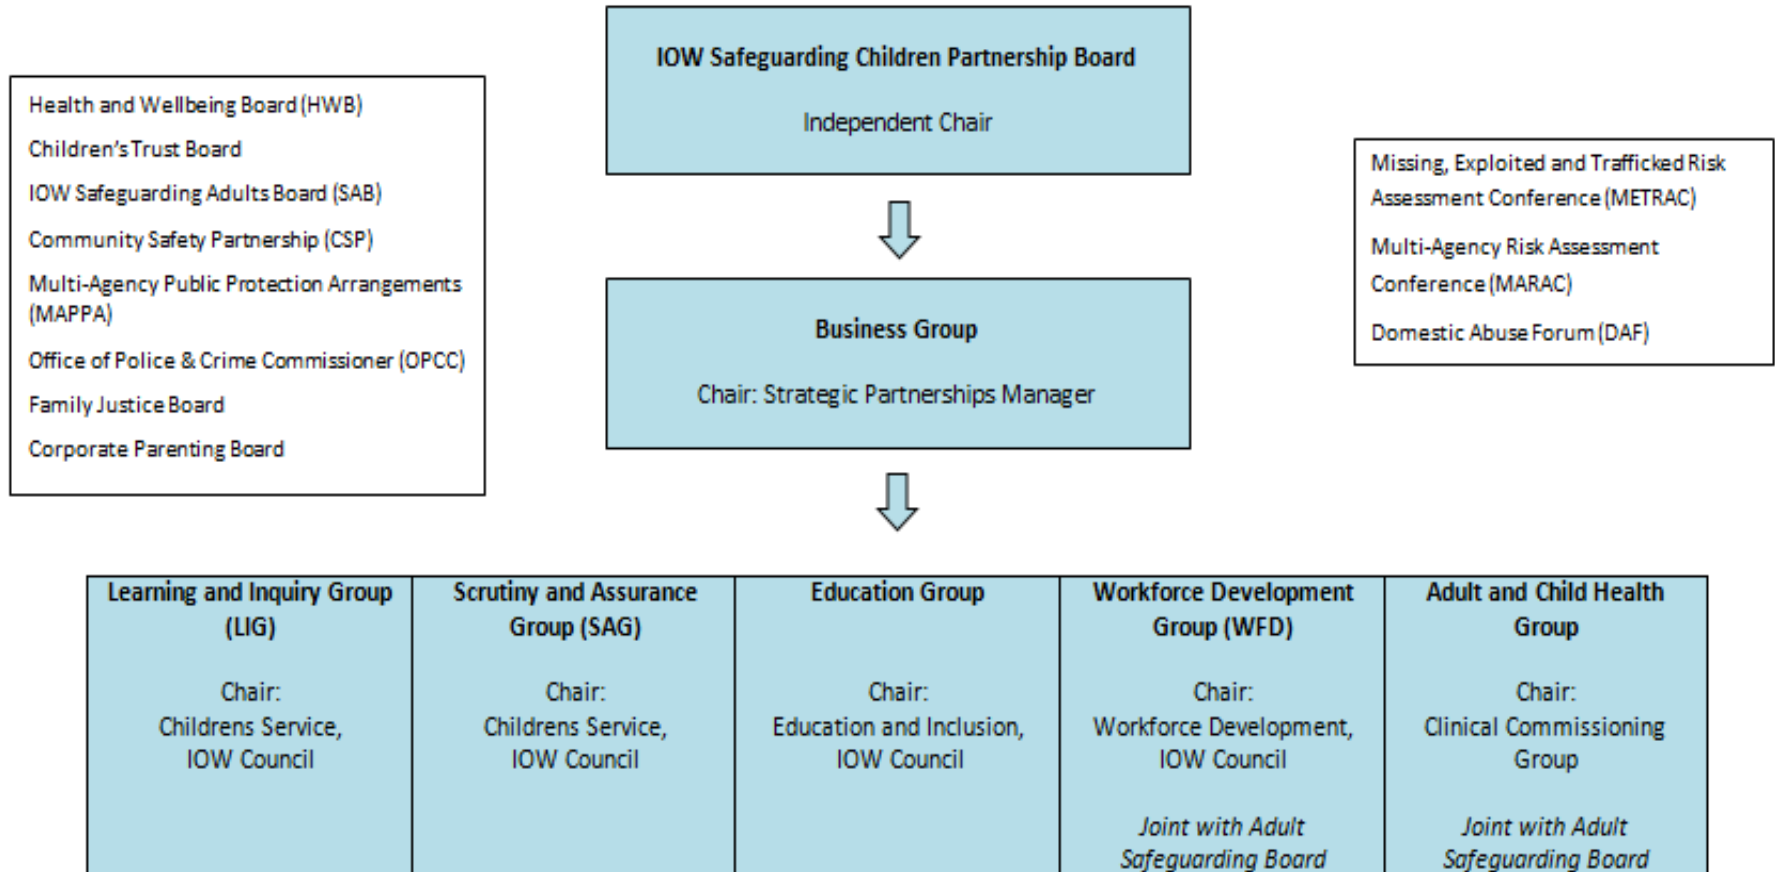 IOW Safeguarding Children Partnership Board
Independent Chair
Health and Wellbeing Board (HWB)
Children's Trust Board
IOW Safeguarding Adults Board (SAB)
Community Safety Partnership (CSP)
Multi-Agency Public Protection Arrangements
(MAPPA)
Office of Police & Crime Commissioner (OPCC)
Family Justice Board
Corporate Parenting Board
Missing, Exploited and Trafficked Risk
Assessment Conference (METRAC)
Multi-Agency Risk Assessment
Conference (MARAC)
Domestic Abuse Forum (DAF)
Business Group
Chair: Strategic Partnerships Manager
Learning and Inquiry Group
(LIG)
Chair:
Childrens Service,
IOW Council
Scrutiny and Assurance
Group (SAG)
Chair:
Childrens Service,
IOW Council
Education Group
Chair:
Education and Inclusion,
IOW Council
Workforce Development
Group (WFD)
Chair:
Workforce Development,
IOW Council
Joint with Adult
Safeguarding Board
Adult and Child Health
Group
Chair:
Clinical Commissioning
Group
Joint with Adult
Safeguarding Board